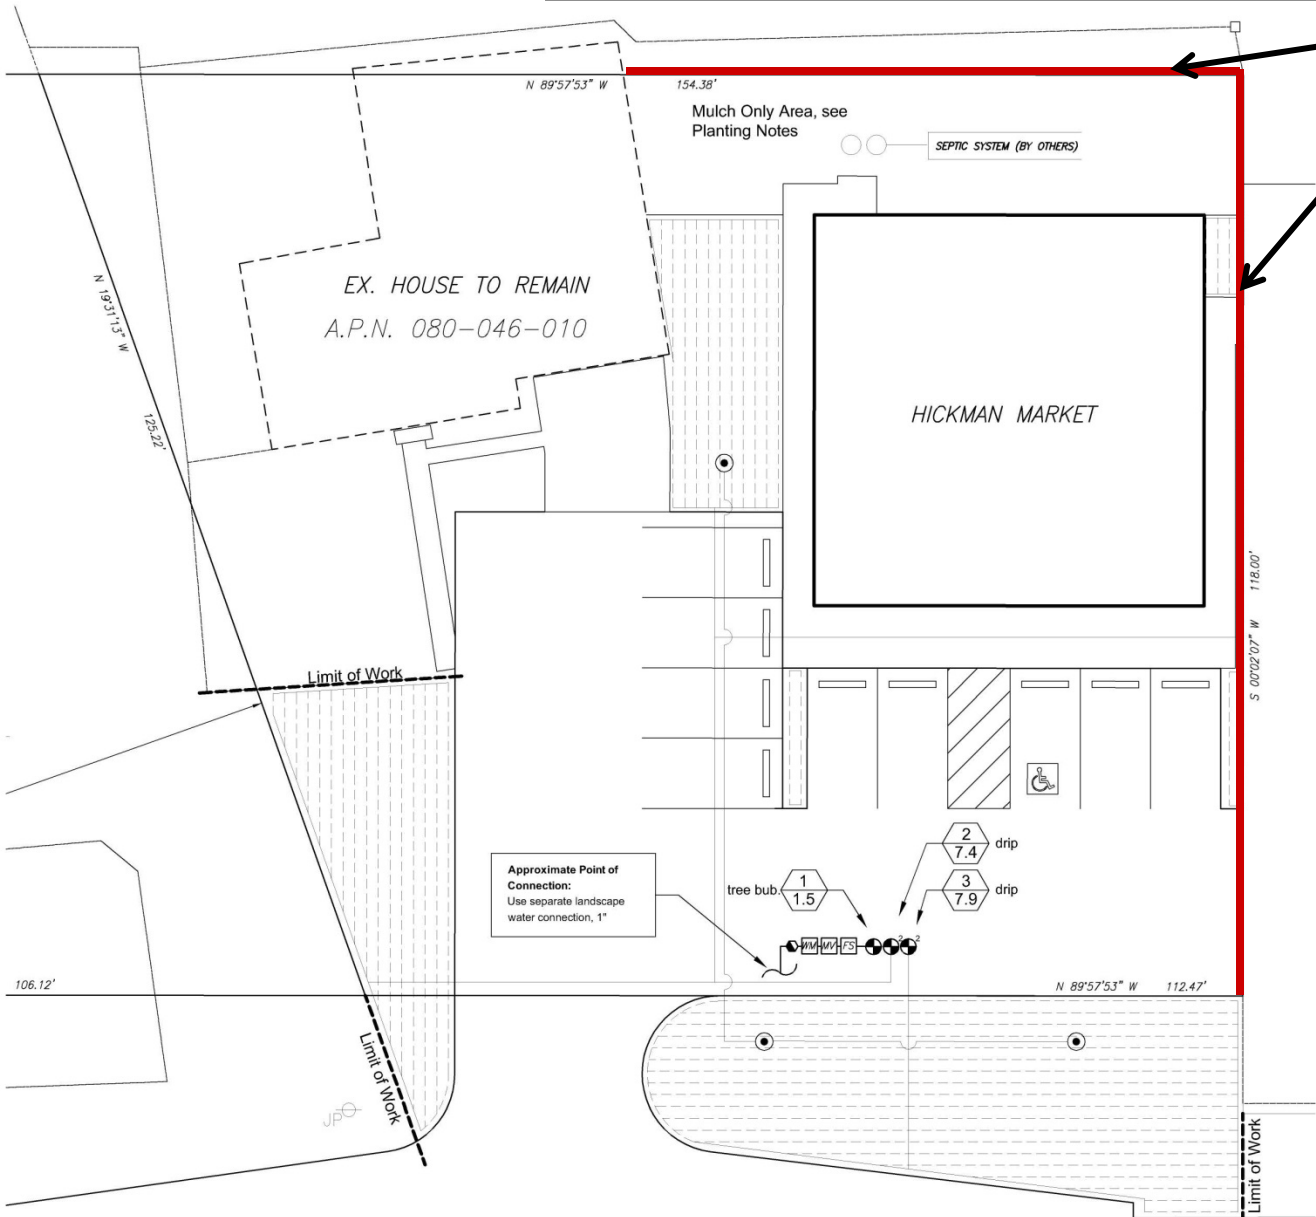 N 89°57'53" W 154.38'
Mulch Only Area, see
Planting Notes
SEPTIC SYSTEM (BY OTHERS)
N 19°31'13" W
125.22'
EX. HOUSE TO REMAIN
A.P.N. 080-046-010
HICKMAN MARKET
S 00°02'07" W 118.00'
Limit of Work
Approximate Point of
Connection:
Use separate landscape
water connection, 1"
tree bub.
1
1.5
2
7.4
drip
3
7.9
drip
WM
MV
FS
2
2
106.12'
N 89°57'53" W 112.47'
Limit of Work
JP
Limit of Work